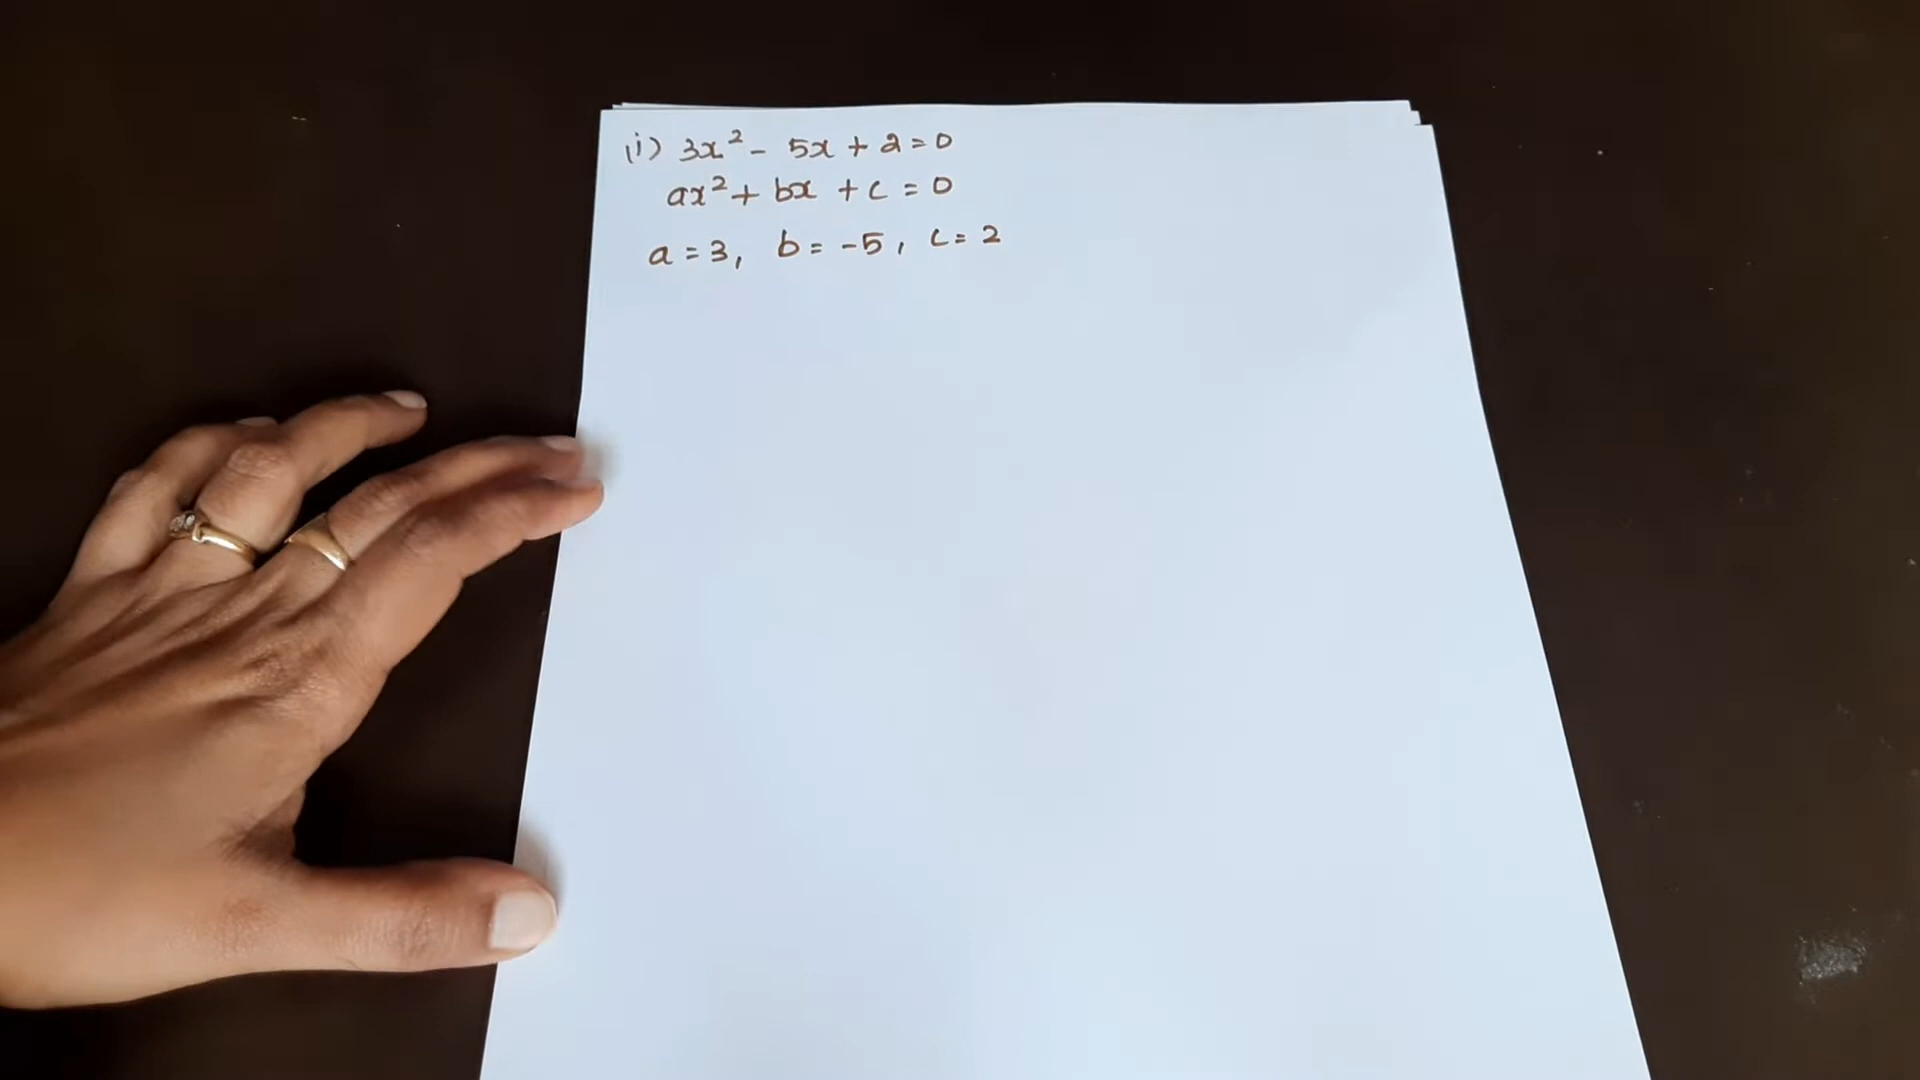 (i) 3x² - 5x + 2 = 0
ax² + bx + c = 0
a = 3, b = -5, c = 2